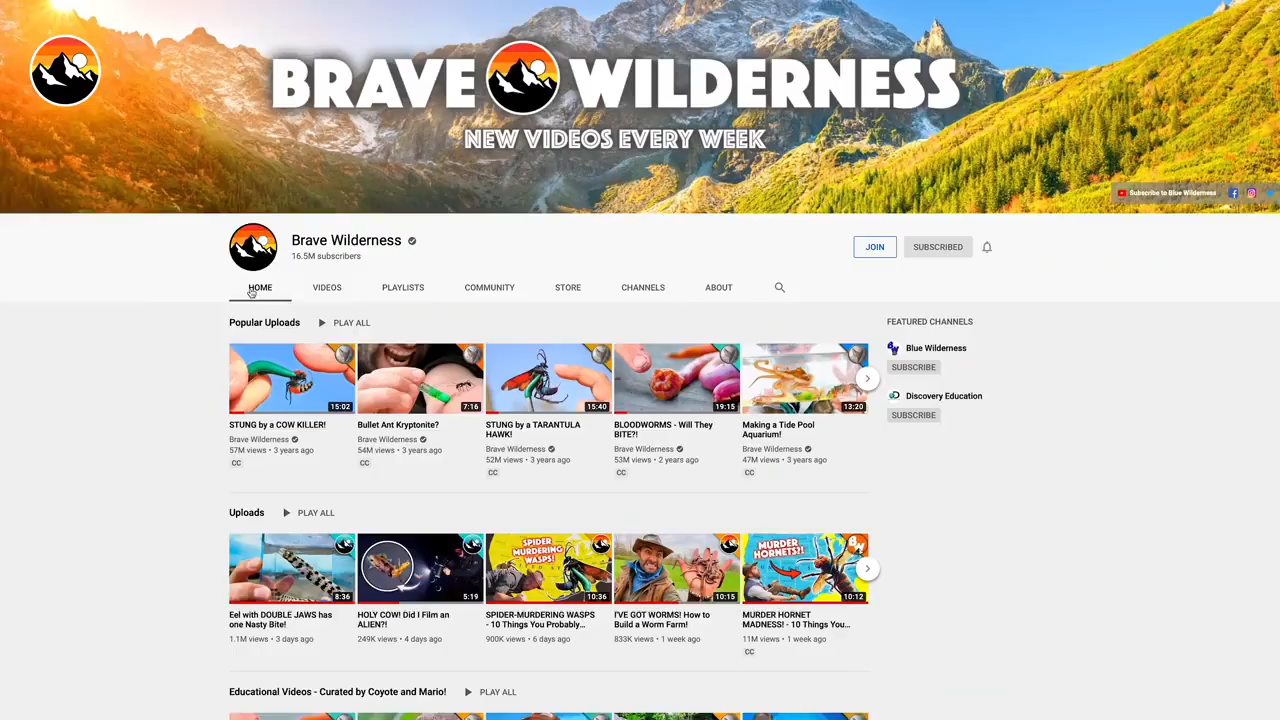 BRAVE WILDERNESS
NEW VIDEOS EVERY WEEK
Subscribe to Blue Wilderness
Brave Wilderness
16.5M subscribers
JOIN
SUBSCRIBED
HOME
VIDEOS
PLAYLISTS
COMMUNITY
STORE
CHANNELS
ABOUT
Popular Uploads
PLAY ALL
15:02
7:16
15:40
19:15
13:20
STUNG by a COW KILLER!
Brave Wilderness
57M views • 3 years ago
CC
Bullet Ant Kryptonite?
Brave Wilderness
54M views • 3 years ago
CC
STUNG by a TARANTULA
HAWK!
Brave Wilderness
52M views • 3 years ago
CC
BLOODWORMS - Will They
BITE?!
Brave Wilderness
53M views • 2 years ago
CC
Making a Tide Pool
Aquarium!
Brave Wilderness
47M views • 3 years ago
CC
FEATURED CHANNELS
Blue Wilderness
SUBSCRIBE
Discovery Education
SUBSCRIBE
Uploads
PLAY ALL
8:36
5:19
SPIDER
MURDERING
WASPS!
10:36
10:15
MURDER
HORNETS?!
BW
10:12
Eel with DOUBLE JAWS has
one Nasty Bite!
1.1M views • 3 days ago
HOLY COW! Did I Film an
ALIEN?!
249K views • 4 days ago
SPIDER-MURDERING WASPS
- 10 Things You Probably...
900K views • 6 days ago
I'VE GOT WORMS! How to
Build a Worm Farm!
833K views • 1 week ago
MURDER HORNET
MADNESS! - 10 Things You...
11M views • 1 week ago
CC
Educational Videos - Curated by Coyote and Mario!
PLAY ALL